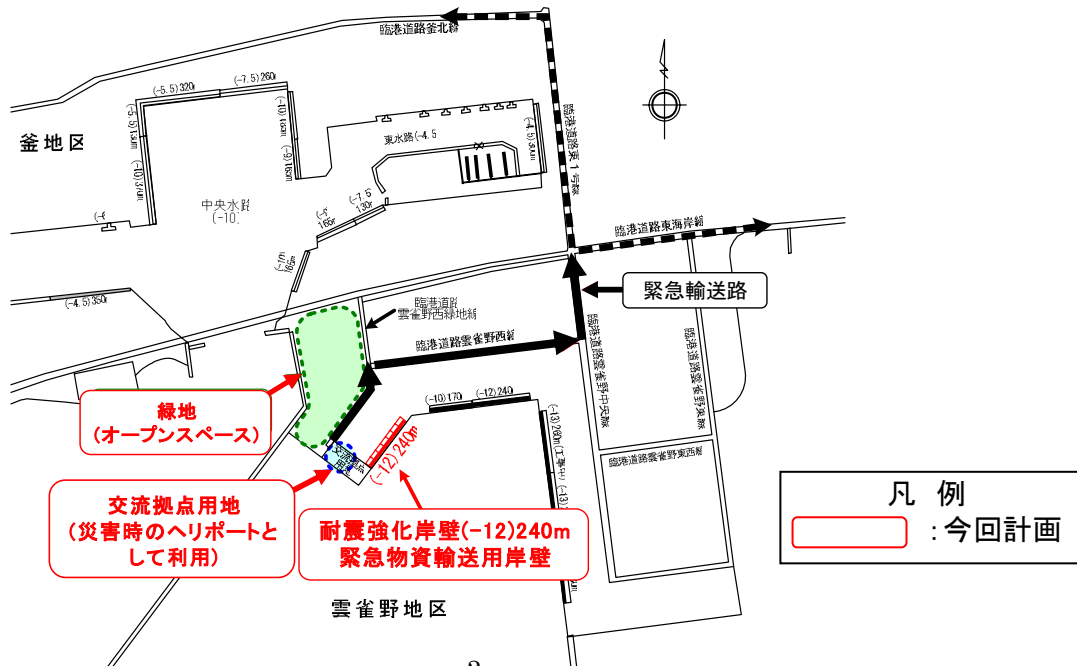 臨港道路釜北線
(-5.5)320
(-7.5)260
(-10)
釜地区
東水路(-4.5
臨港道路東1号線
中央水路
(-10)
(-7.5
130
165
臨港道路東海岸線
緊急輸送路
(-4.5)350
臨港道路
雲雀野西緑地線
臨港道路雲雀野西線
臨港道路雲雀野中央線
臨港道路雲雀野東線
緑地
(オープンスペース)
(-10)170
(-12)240
(-12)240m
臨港道路雲雀野東西線
交流拠点用地
(災害時のヘリポートと
して利用)
耐震強化岸壁(-12)240m
緊急物資輸送用岸壁
凡 例
:今回計画
雲雀野地区